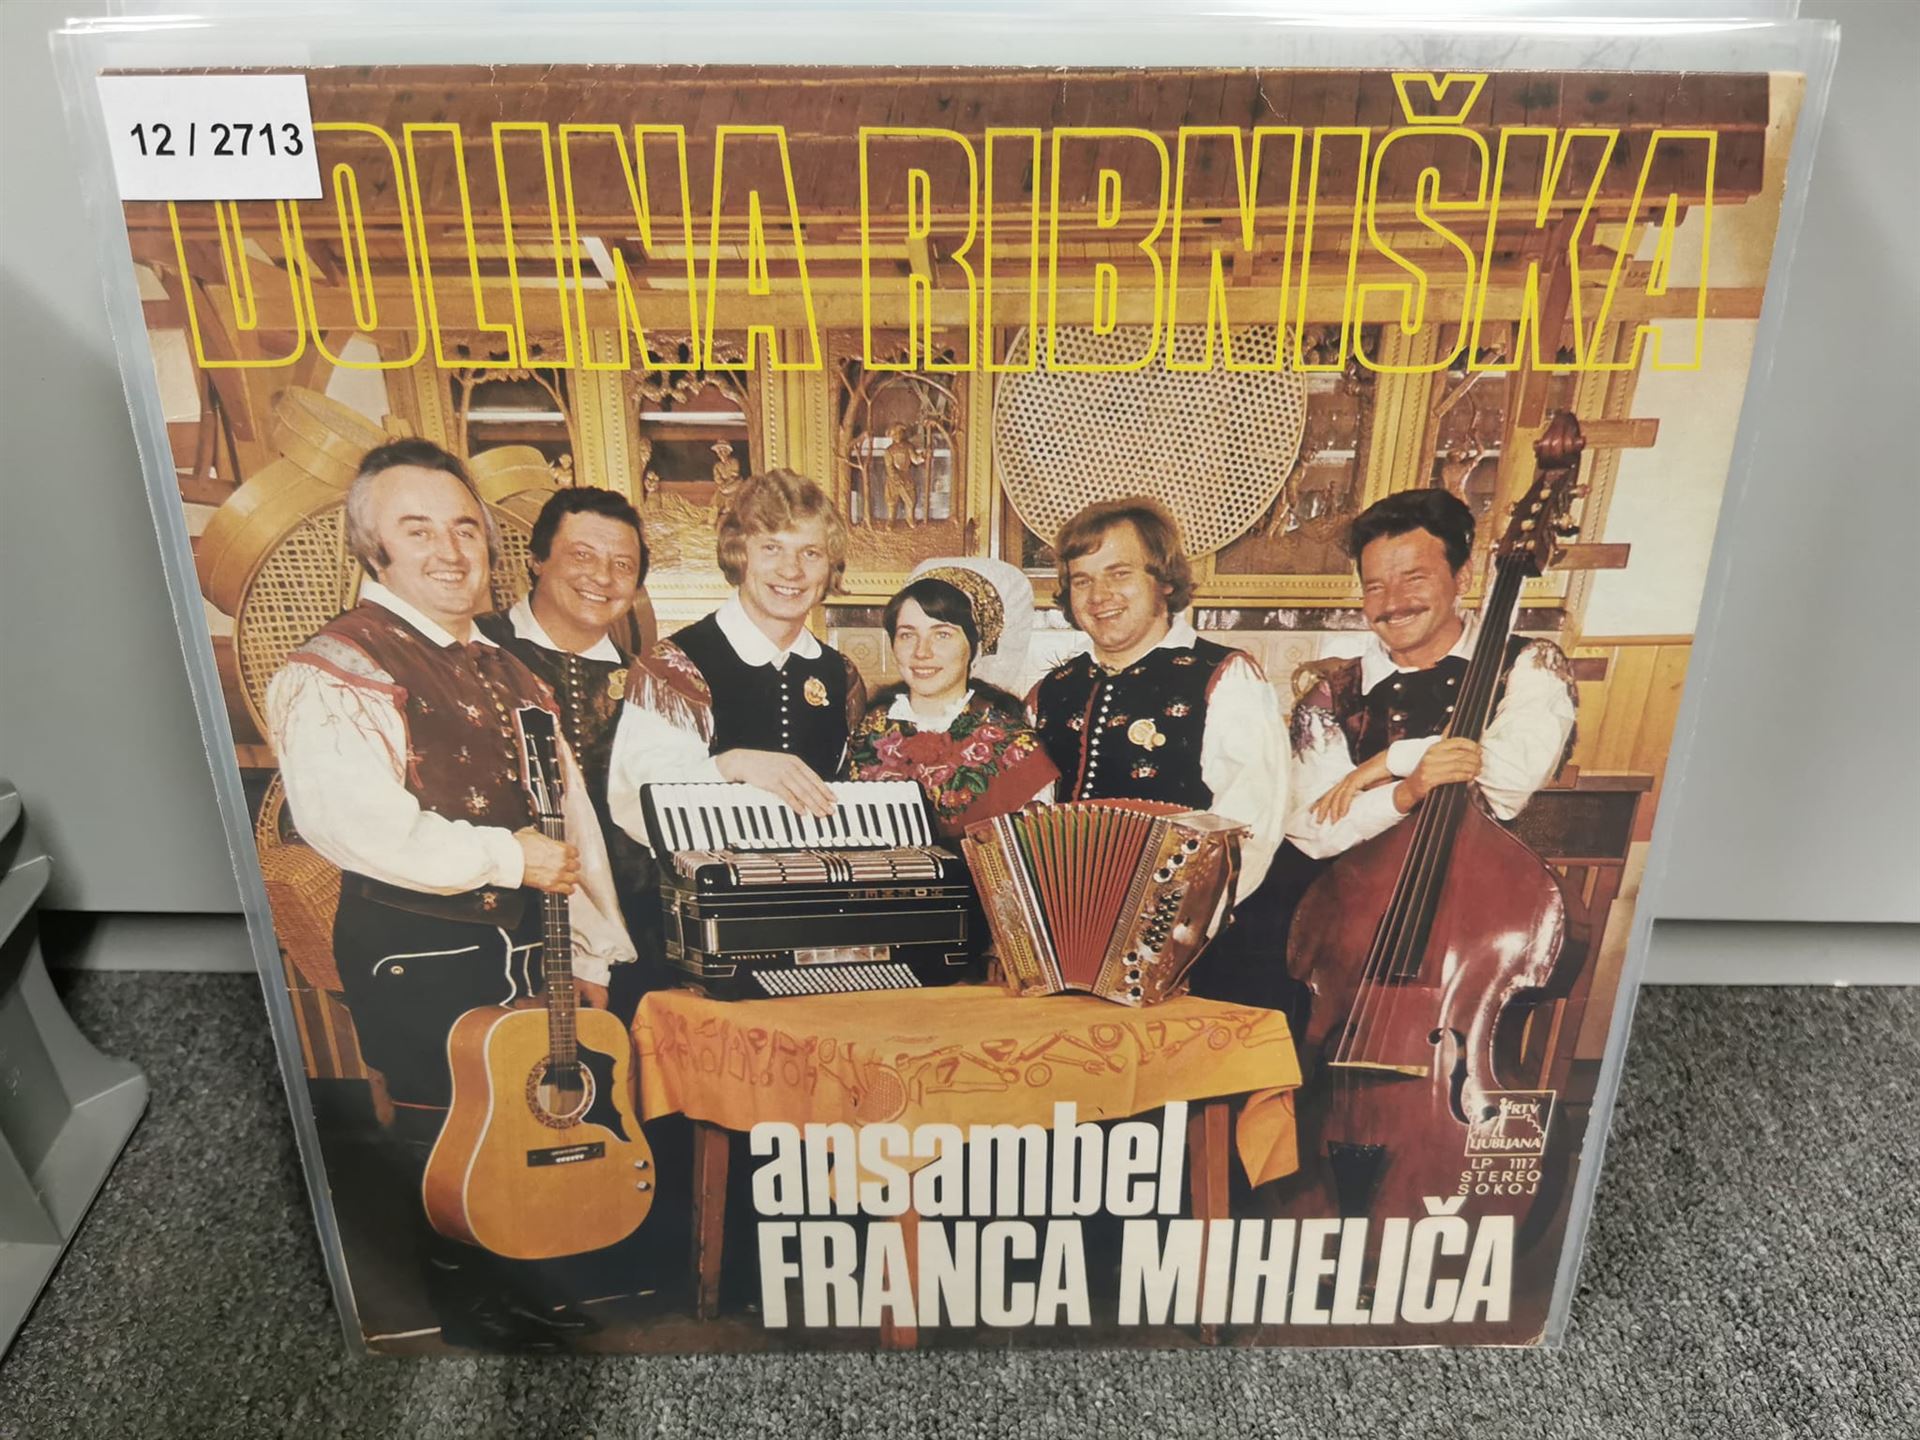 12 / 2713
DOLINA RIBNIŠKA
RTV
LJUBLJANA
LP 1117
STEREO
SOKOJ
ansambel
FRANCA MIHELIČA